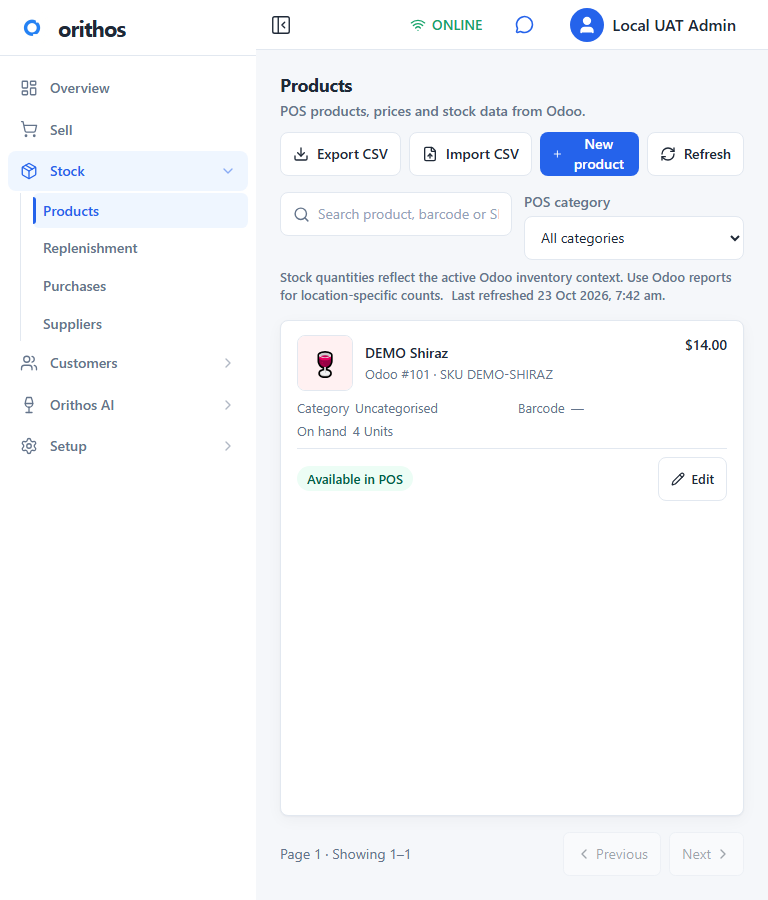 orithos
ONLINE
Local UAT Admin
Overview
Sell
Stock
Products
Replenishment
Purchases
Suppliers
Customers
Orithos AI
Setup
Products
POS products, prices and stock data from Odoo.
Export CSV
Import CSV
New
product
Refresh
Search product, barcode or S
POS category
All categories
Stock quantities reflect the active Odoo inventory context. Use Odoo reports
for location-specific counts. Last refreshed 23 Oct 2026, 7:42 am.
DEMO Shiraz
$14.00
Odoo #101 · SKU DEMO-SHIRAZ
Category Uncategorised
Barcode —
On hand 4 Units
Available in POS
Edit
Page 1 · Showing 1–1
Previous
Next